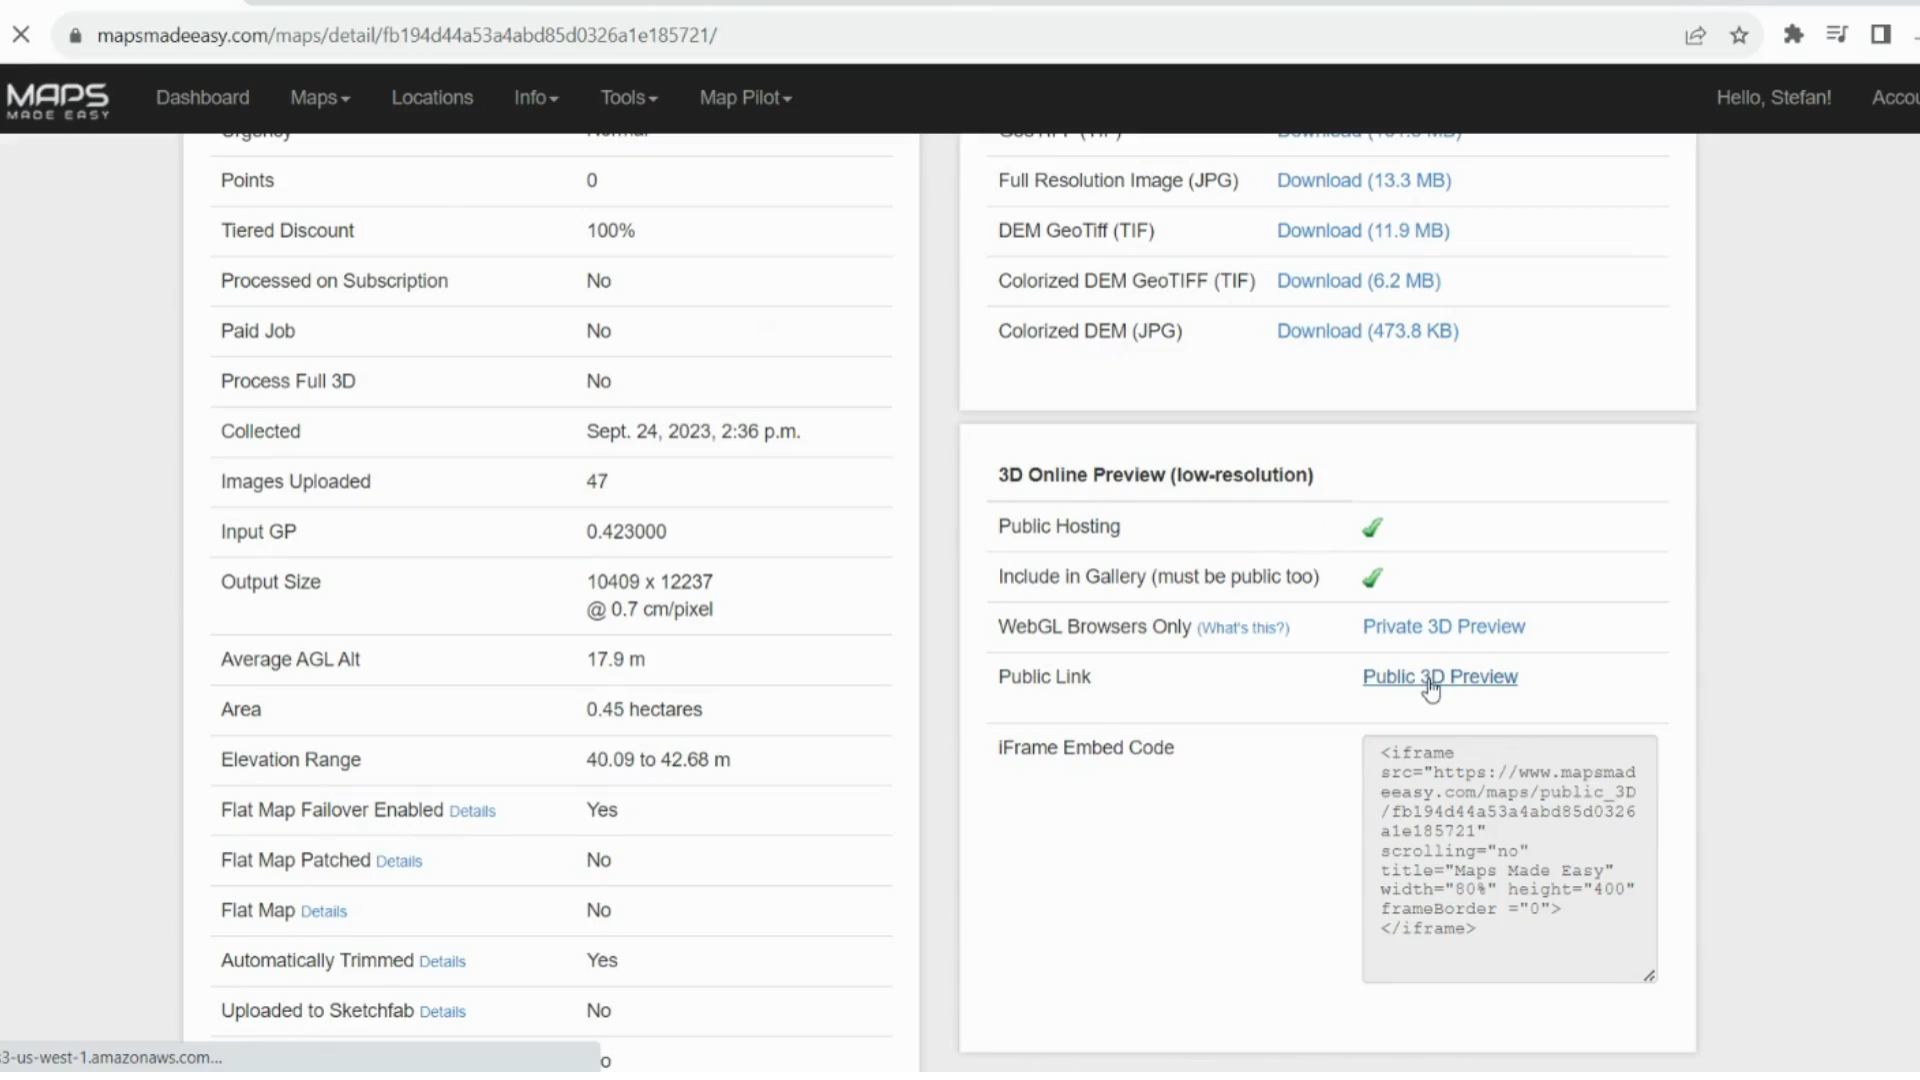 mapsmadeeasy.com/maps/detail/fb194d44a53a4abd85d0326a1e185721/
MAPS
MADE EASY
Dashboard
Maps
Locations
Info
Tools
Map Pilot
Hello, Stefan!
Accou
Urgency Normal
Points 0
Tiered Discount 100%
Processed on Subscription No
Paid Job No
Process Full 3D No
Collected Sept. 24, 2023, 2:36 p.m.
Images Uploaded 47
Input GP 0.423000
Output Size 10409 x 12237
@ 0.7 cm/pixel
Average AGL Alt 17.9 m
Area 0.45 hectares
Elevation Range 40.09 to 42.68 m
Flat Map Failover Enabled Details Yes
Flat Map Patched Details No
Flat Map Details No
Automatically Trimmed Details Yes
Uploaded to Sketchfab Details No
o
s3-us-west-1.amazonaws.com...
GeoTIFF (TIF) Download
Full Resolution Image (JPG) Download (13.3 MB)
DEM GeoTiff (TIF) Download (11.9 MB)
Colorized DEM GeoTIFF (TIF) Download (6.2 MB)
Colorized DEM (JPG) Download (473.8 KB)
3D Online Preview (low-resolution)
Public Hosting
Include in Gallery (must be public too)
WebGL Browsers Only (What's this?) Private 3D Preview
Public Link Public 3D Preview
iFrame Embed Code
<iframe
src="https://www.mapsmad
eeasy.com/maps/public_3D
/fb194d44a53a4abd85d0326
a1e185721"
scrolling="no"
title="Maps Made Easy"
width="80%" height="400"
frameBorder ="0">
</iframe>